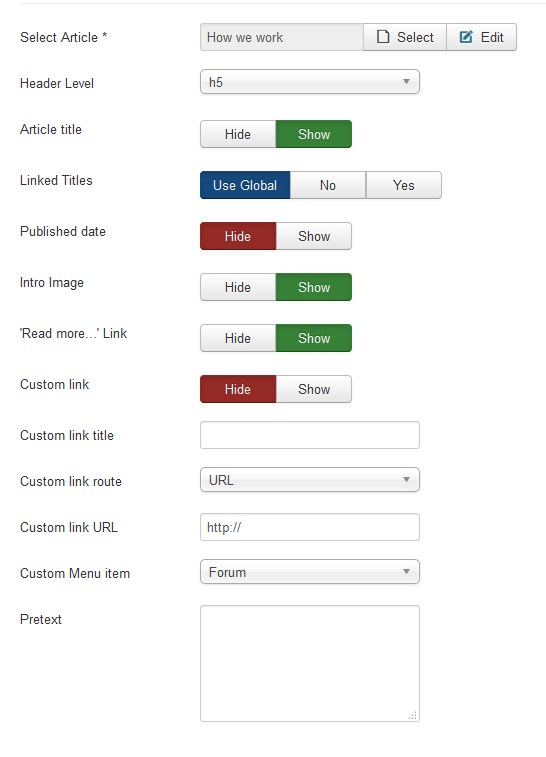 Select Article * How we work Select Edit
Header Level h5
Article title Hide Show
Linked Titles Use Global No Yes
Published date Hide Show
Intro Image Hide Show
'Read more...' Link Hide Show
Custom link Hide Show
Custom link title
Custom link route URL
Custom link URL http://
Custom Menu item Forum
Pretext